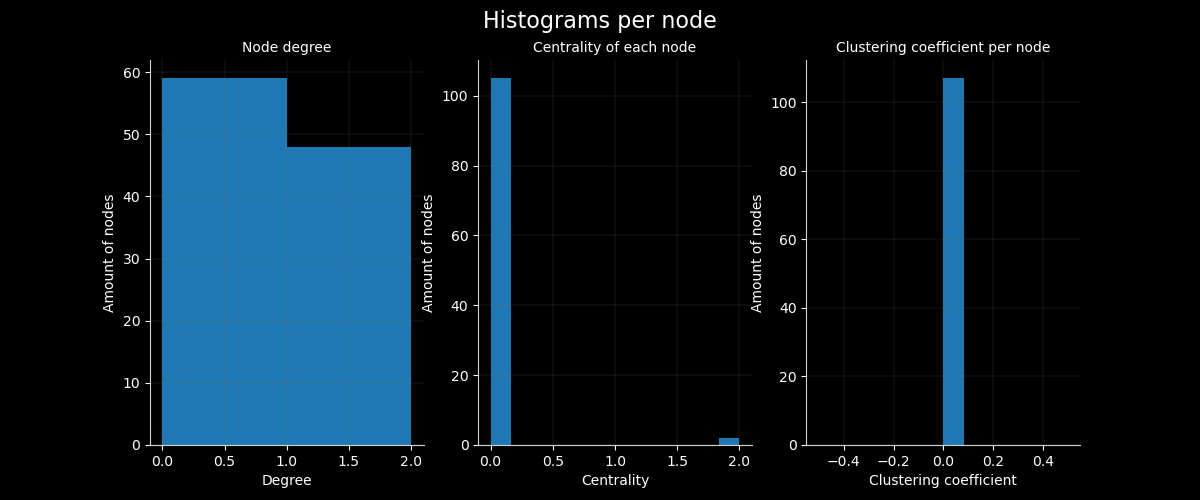 Histograms per node
Node degree
Amount of nodes
60
50
40
30
20
10
0
0.0 0.5 1.0 1.5 2.0
Degree
Centrality of each node
Amount of nodes
100
80
60
40
20
0
0.0 0.5 1.0 1.5 2.0
Centrality
Clustering coefficient per node
Amount of nodes
100
80
60
40
20
0
−0.4 −0.2 0.0 0.2 0.4
Clustering coefficient